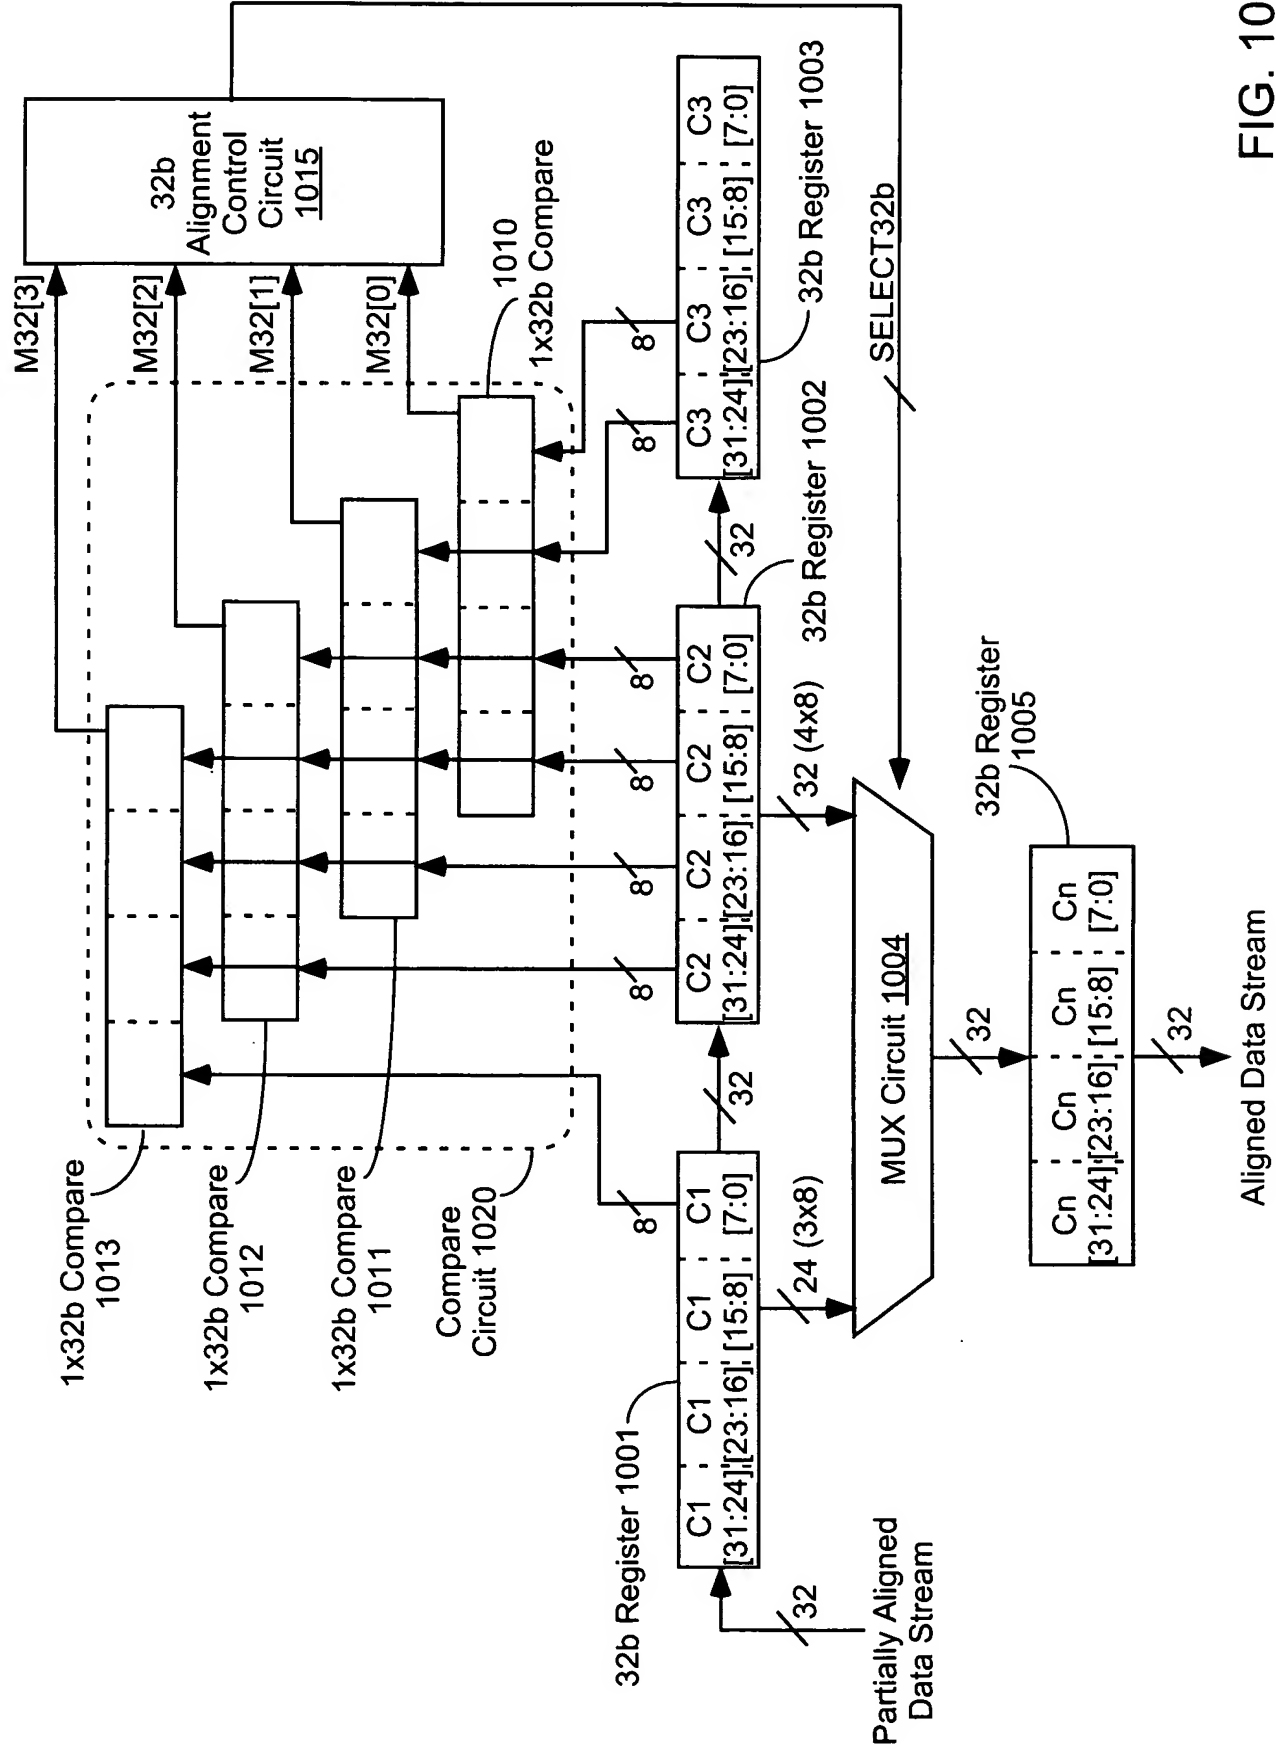 M32[3]
M32[2]
M32[1]
M32[0]
32b
Alignment
Control
Circuit
1015
1x32b Compare
1013
1x32b Compare
1012
1x32b Compare
1011
Compare
Circuit 1020
1010
1x32b Compare
8
8
8
8
8
8
8
32b Register 1001
C1 C1 C1 C1
[31:24] [23:16] [15:8] [7:0]
32
C2 C2 C2 C2
[31:24] [23:16] [15:8] [7:0]
32b Register 1002
32
C3 C3 C3 C3
[31:24] [23:16] [15:8] [7:0]
32b Register 1003
32
Partially Aligned
Data Stream
24 (3x8)
32 (4x8)
SELECT32b
MUX Circuit 1004
32
32b Register
1005
Cn Cn Cn Cn
[31:24] [23:16] [15:8] [7:0]
32
Aligned Data Stream
FIG. 10